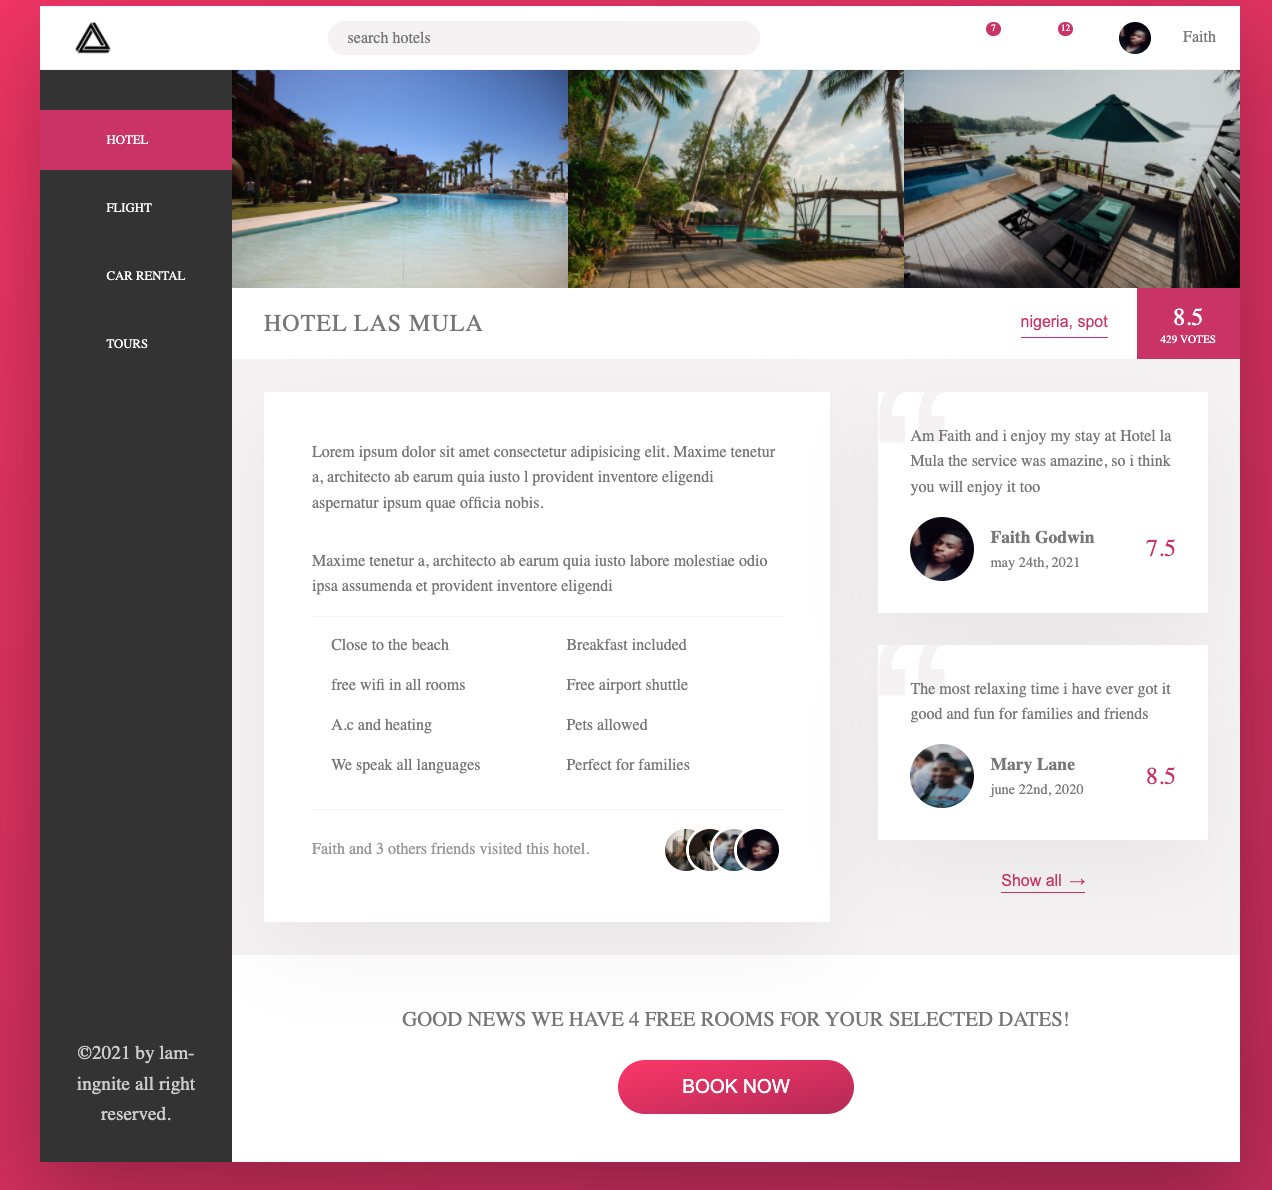 search hotels
7
12
Faith
HOTEL
FLIGHT
CAR RENTAL
TOURS
HOTEL LAS MULA
nigeria, spot
8.5
429 VOTES
Lorem ipsum dolor sit amet consectetur adipisicing elit. Maxime tenetur
a, architecto ab earum quia iusto l provident inventore eligendi
aspernatur ipsum quae officia nobis.
Maxime tenetur a, architecto ab earum quia iusto labore molestiae odio
ipsa assumenda et provident inventore eligendi
Close to the beach
Breakfast included
free wifi in all rooms
Free airport shuttle
A.c and heating
Pets allowed
We speak all languages
Perfect for families
Faith and 3 others friends visited this hotel.
“
Am Faith and i enjoy my stay at Hotel la
Mula the service was amazine, so i think
you will enjoy it too
Faith Godwin
may 24th, 2021
7.5
“
The most relaxing time i have ever got it
good and fun for families and friends
Mary Lane
june 22nd, 2020
8.5
Show all →
GOOD NEWS WE HAVE 4 FREE ROOMS FOR YOUR SELECTED DATES!
BOOK NOW
©2021 by lam-
ingnite all right
reserved.